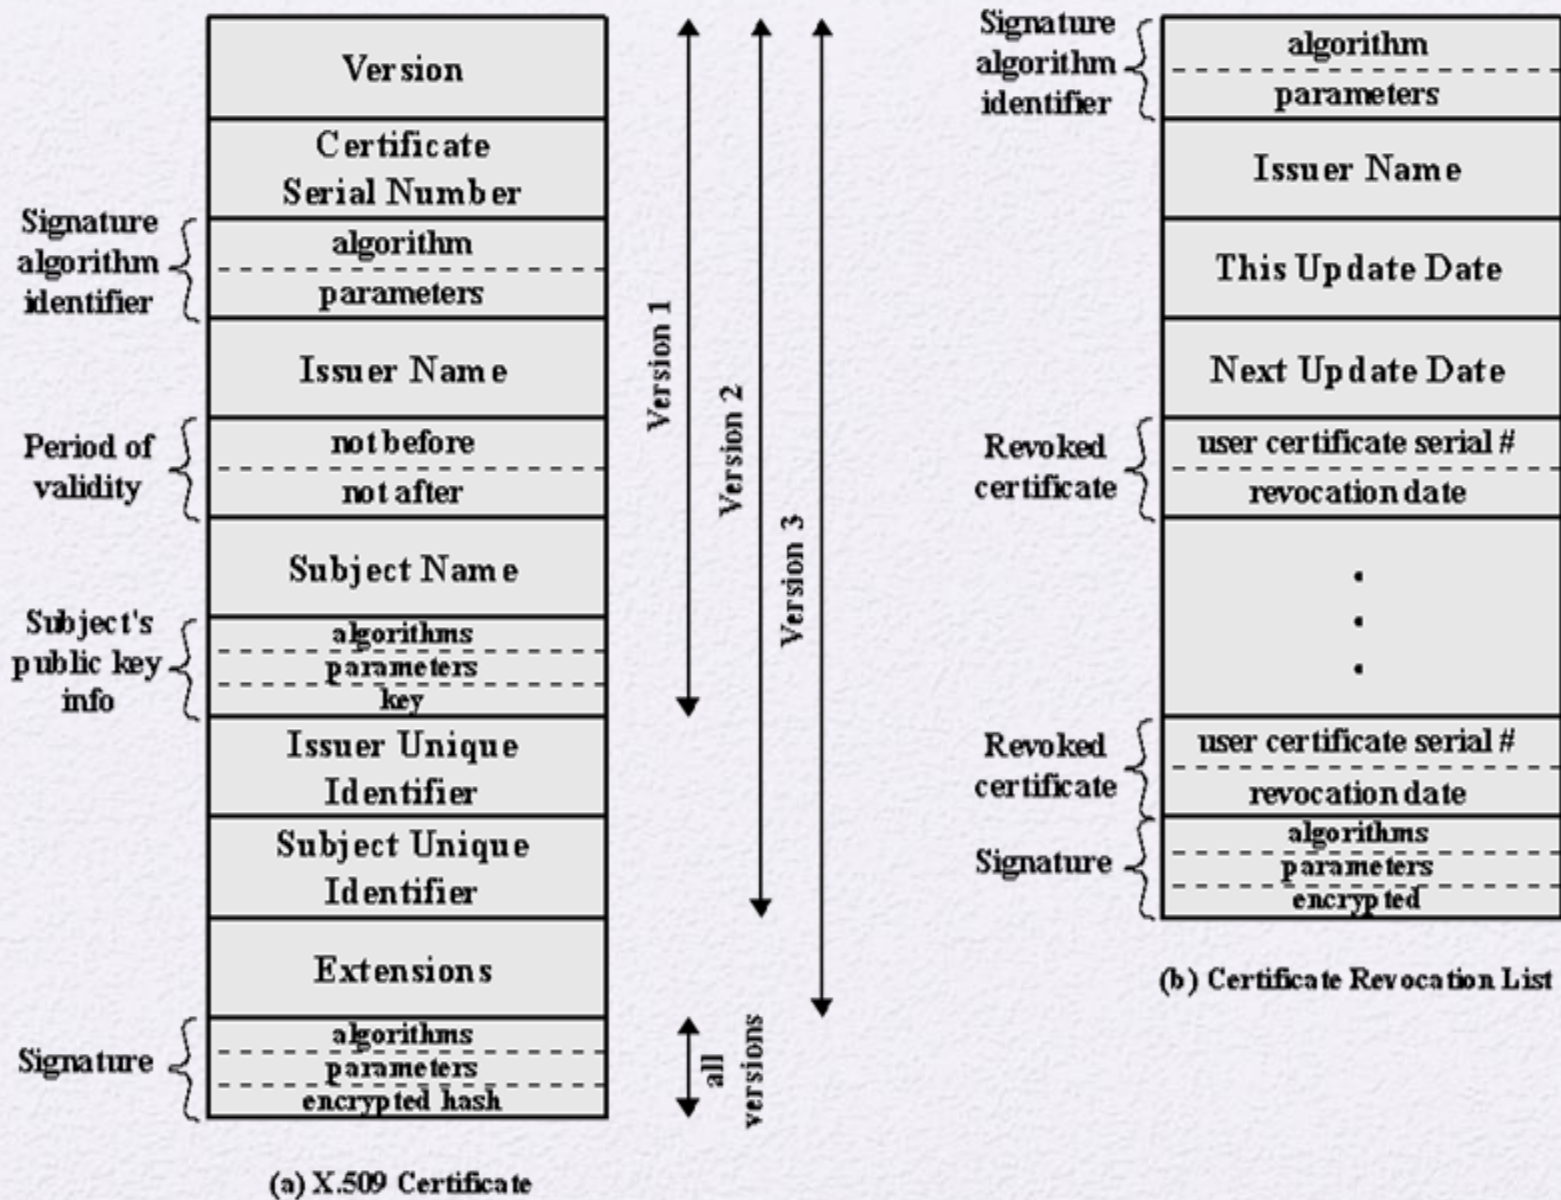 Version
Certificate
Serial Number
Signature
algorithm
identifier
algorithm
parameters
Issuer Name
Period of
validity
not before
not after
Subject Name
Subject's
public key
info
algorithms
parameters
key
Issuer Unique
Identifier
Subject Unique
Identifier
Extensions
Signature
algorithms
parameters
encrypted hash
Version 1
Version 2
Version 3
all
versions
(a) X.509 Certificate
Signature
algorithm
identifier
algorithm
parameters
Issuer Name
This Update Date
Next Update Date
Revoked
certificate
user certificate serial #
revocation date
Revoked
certificate
user certificate serial #
revocation date
Signature
algorithms
parameters
encrypted
(b) Certificate Revocation List